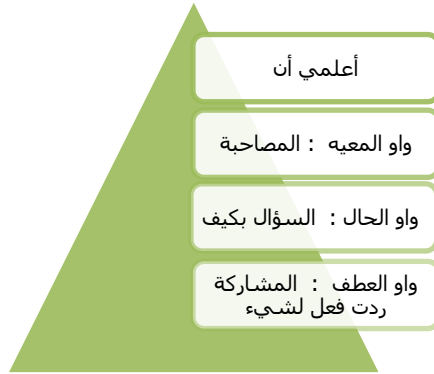 أعلمي أن
واو المعيه : المصاحبة
واو الحال : السؤال بكيف
واو العطف : المشاركة
ردت فعل لشيء